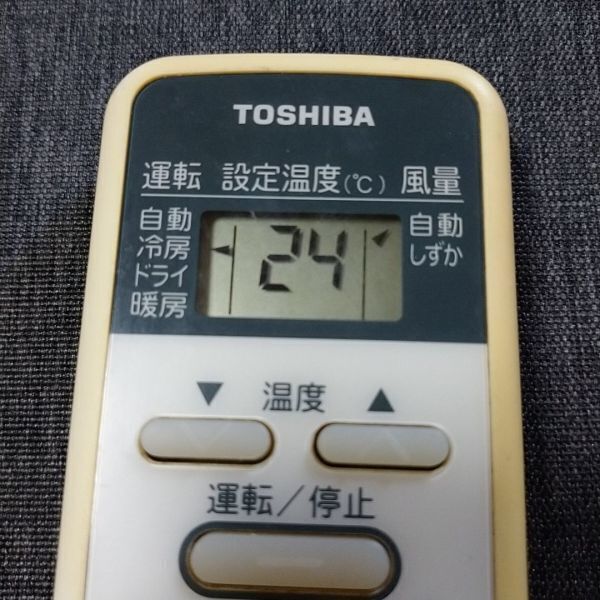 TOSHIBA
運転 設定温度(℃) 風量
自動
冷房
ドライ
暖房
24
自動
しずか
▼ 温度 ▲
運転/停止